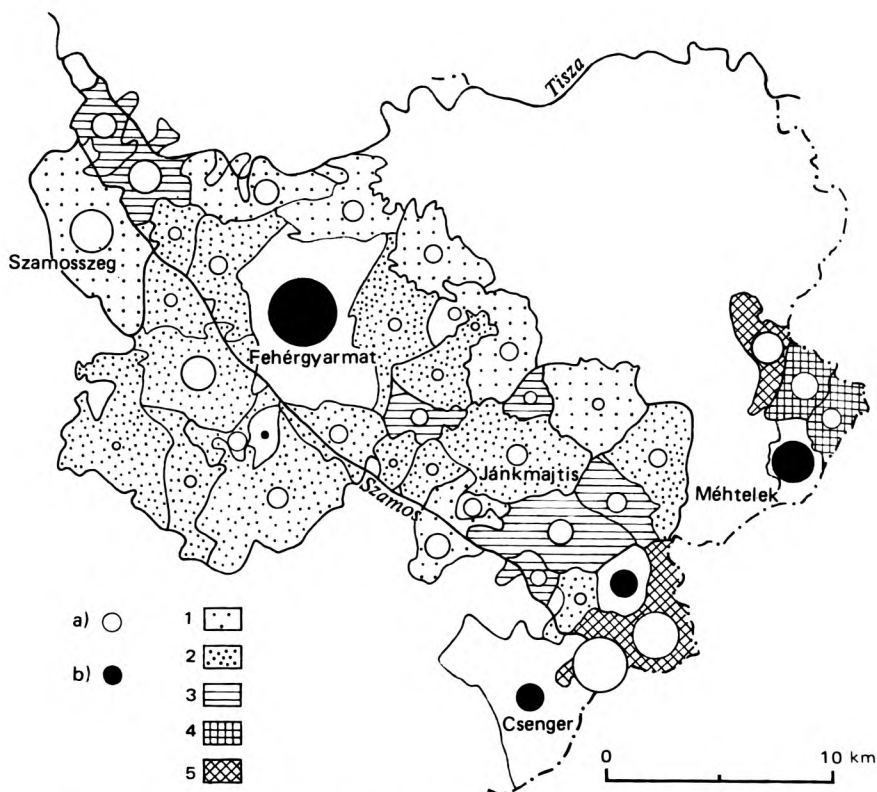 Tisza
Szamosszeg
Fehérgyarmat
Jánkmajtis
Méhtelek
Szamos
a)
b)
1
2
3
4
5
Csenger
0 10 km